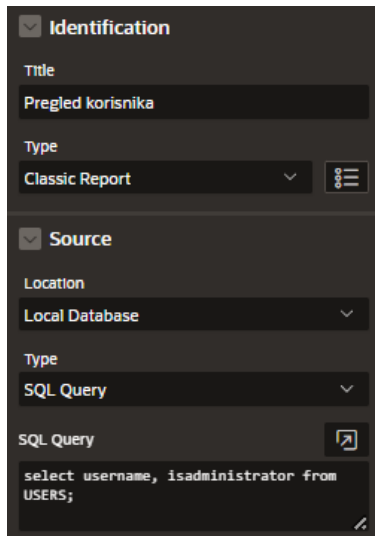 Identification
Title
Pregled korisnika
Type
Classic Report
Source
Location
Local Database
Type
SQL Query
SQL Query
select username, isadministrator from
USERS;